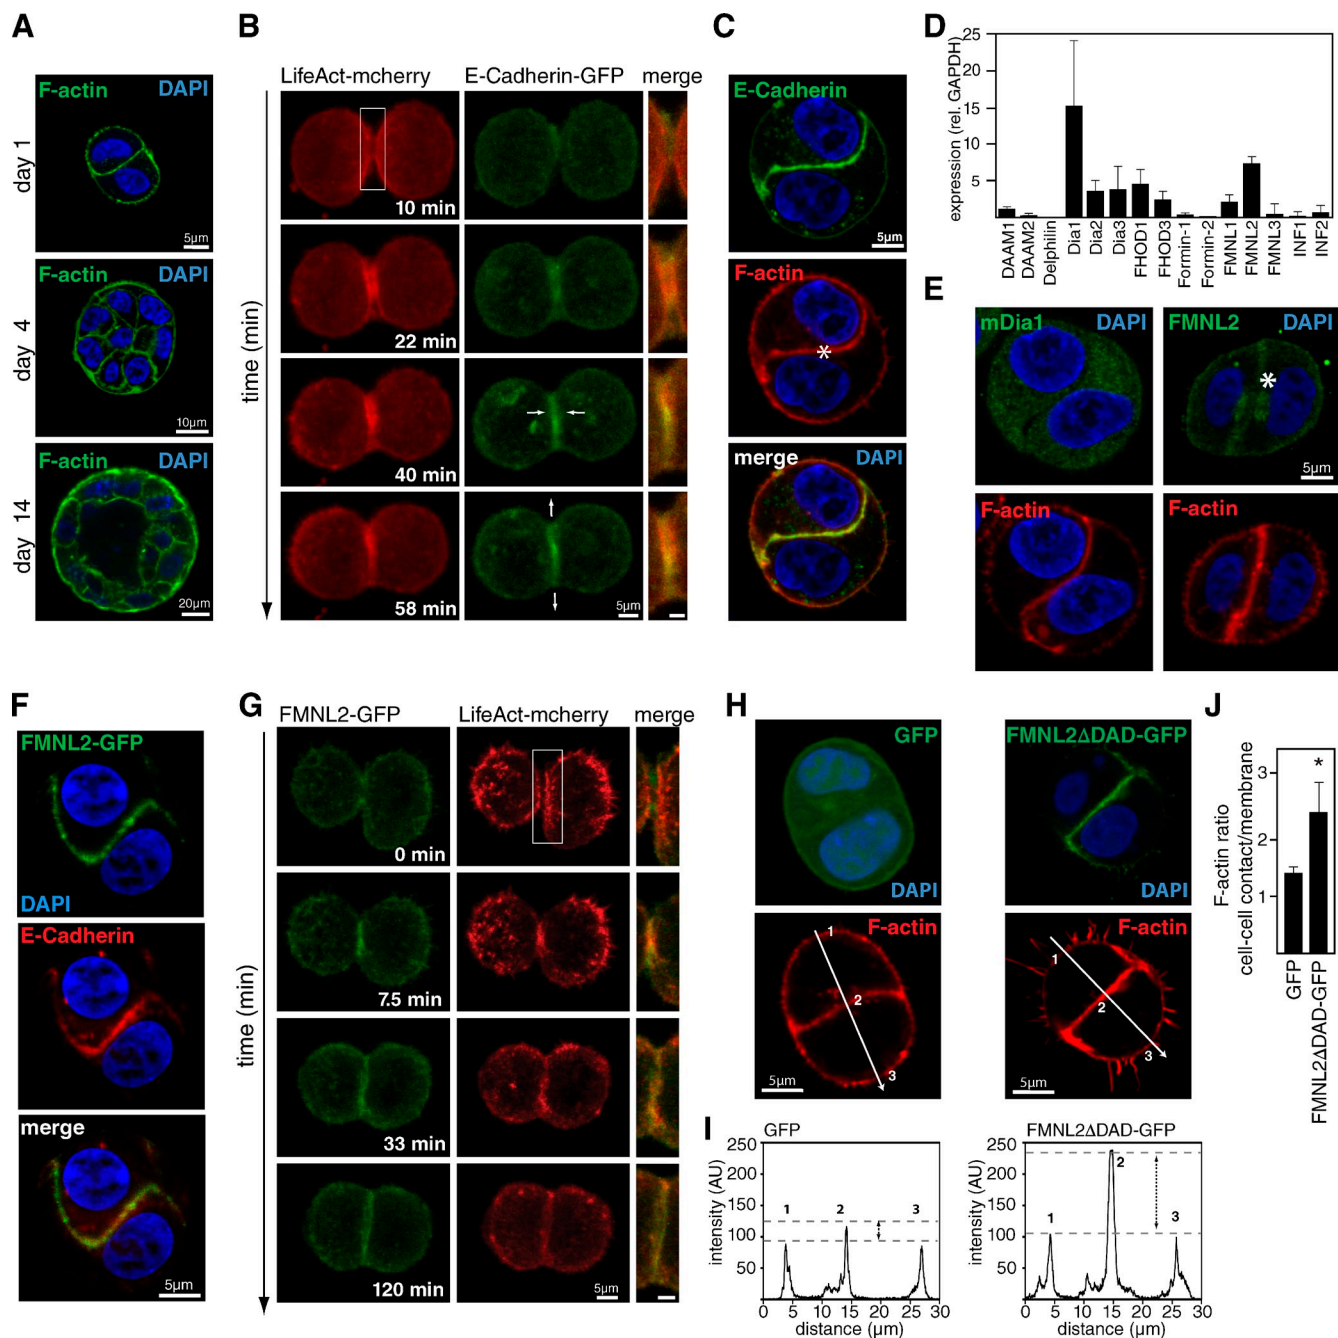 A
F-actin DAPI
day 1
5µm
F-actin DAPI
day 4
10µm
F-actin DAPI
day 14
20µm
B
LifeAct-mcherry E-Cadherin-GFP merge
time (min)
10 min
22 min
40 min
58 min
5µm
C
E-Cadherin
5µm
F-actin
*
merge DAPI
D
expression (rel. GAPDH)
25
20
15
10
5
DAAM1
DAAM2
Delphilin
Dia1
Dia2
Dia3
FHOD1
FHOD3
Formin-1
Formin-2
FMNL1
FMNL2
FMNL3
INF1
INF2
E
mDia1 DAPI
FMNL2 DAPI
*
5µm
F-actin
F-actin
F
FMNL2-GFP
DAPI
E-Cadherin
merge
5µm
G
FMNL2-GFP LifeAct-mcherry merge
time (min)
0 min
7.5 min
33 min
120 min
5µm
H
GFP
DAPI
FMNL2ΔDAD-GFP
DAPI
F-actin
1
2
3
5µm
F-actin
1
2
3
5µm
I
GFP
intensity (AU)
250
200
150
100
50
1 2 3
0 5 10 15 20 25 30
distance (µm)
FMNL2ΔDAD-GFP
intensity (AU)
250
200
150
100
50
1 2 3
0 5 10 15 20 25 30
distance (µm)
J
F-actin ratio
cell-cell contact/membrane
3
2
1
*
GFP
FMNL2ΔDAD-GFP